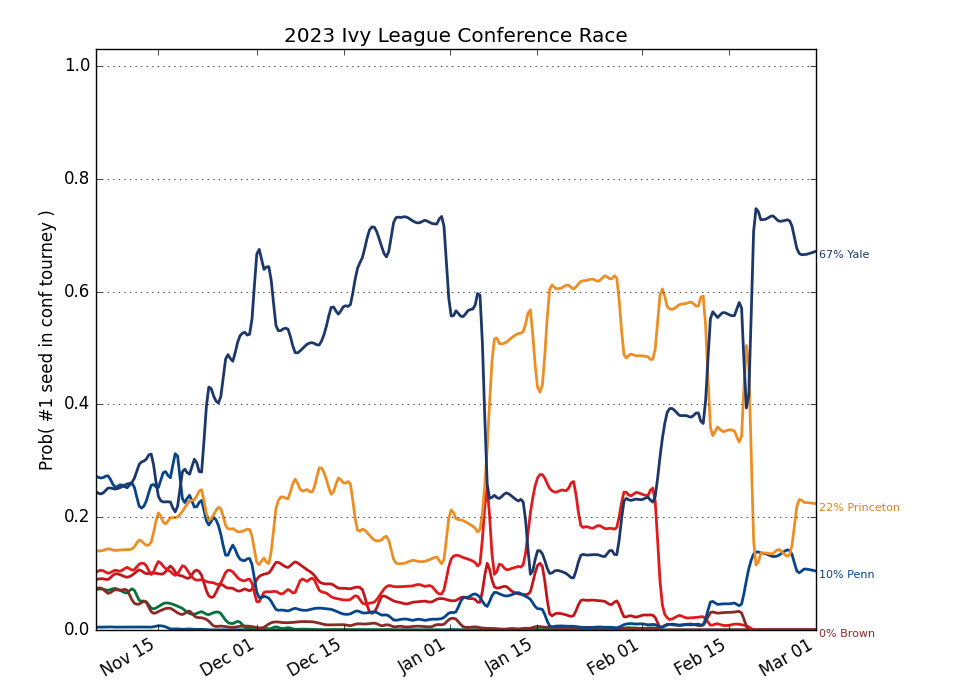 2023 Ivy League Conference Race
Prob( #1 seed in conf tourney )
1.0
0.8
0.6
0.4
0.2
0.0
67% Yale
22% Princeton
10% Penn
0% Brown
Nov 15
Dec 01
Dec 15
Jan 01
Jan 15
Feb 01
Feb 15
Mar 01